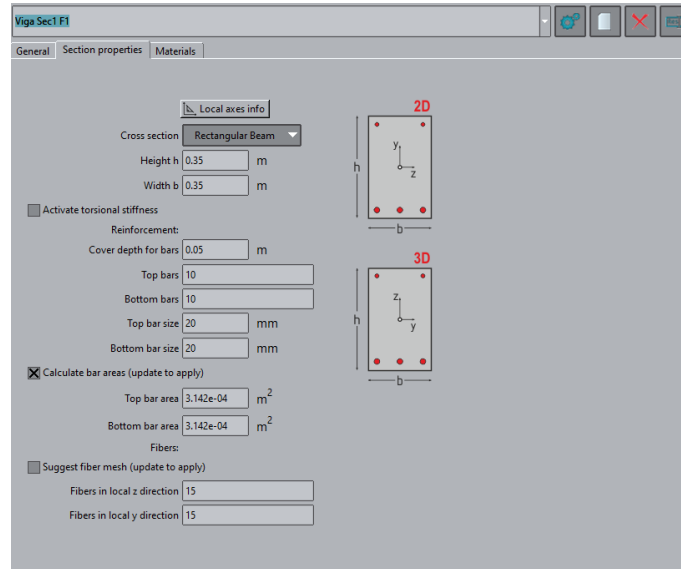 Viga Sec1 F1
General Section properties Materials
Local axes info
2D
Cross section Rectangular Beam
Height h 0.35 m
Width b 0.35 m
Activate torsional stiffness
Reinforcement:
Cover depth for bars 0.05 m
Top bars 10
Bottom bars 10
Top bar size 20 mm
Bottom bar size 20 mm
Calculate bar areas (update to apply)
Top bar area 3.142e-04 m²
Bottom bar area 3.142e-04 m²
Fibers:
Suggest fiber mesh (update to apply)
Fibers in local z direction 15
Fibers in local y direction 15
y
h
z
b
3D
z
h
y
b